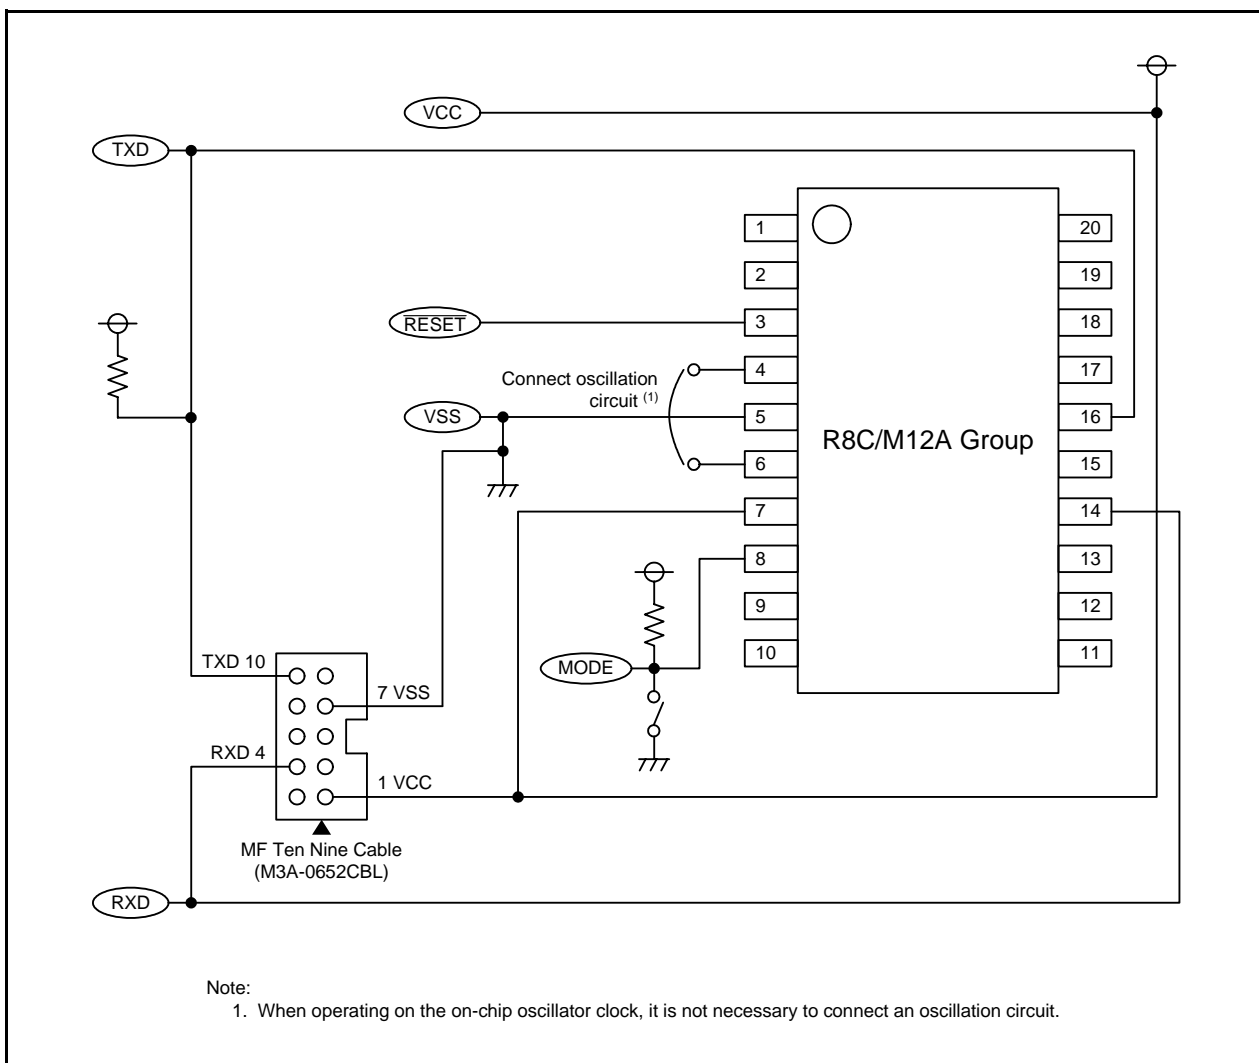 VCC
TXD
1
20
2
19
RESET
3
18
Connect oscillation
circuit (1)
4
17
VSS
5
16
R8C/M12A Group
6
15
7
14
8
13
9
12
MODE
10
11
TXD 10
7 VSS
RXD 4
1 VCC
MF Ten Nine Cable
(M3A-0652CBL)
RXD
Note:
1. When operating on the on-chip oscillator clock, it is not necessary to connect an oscillation circuit.